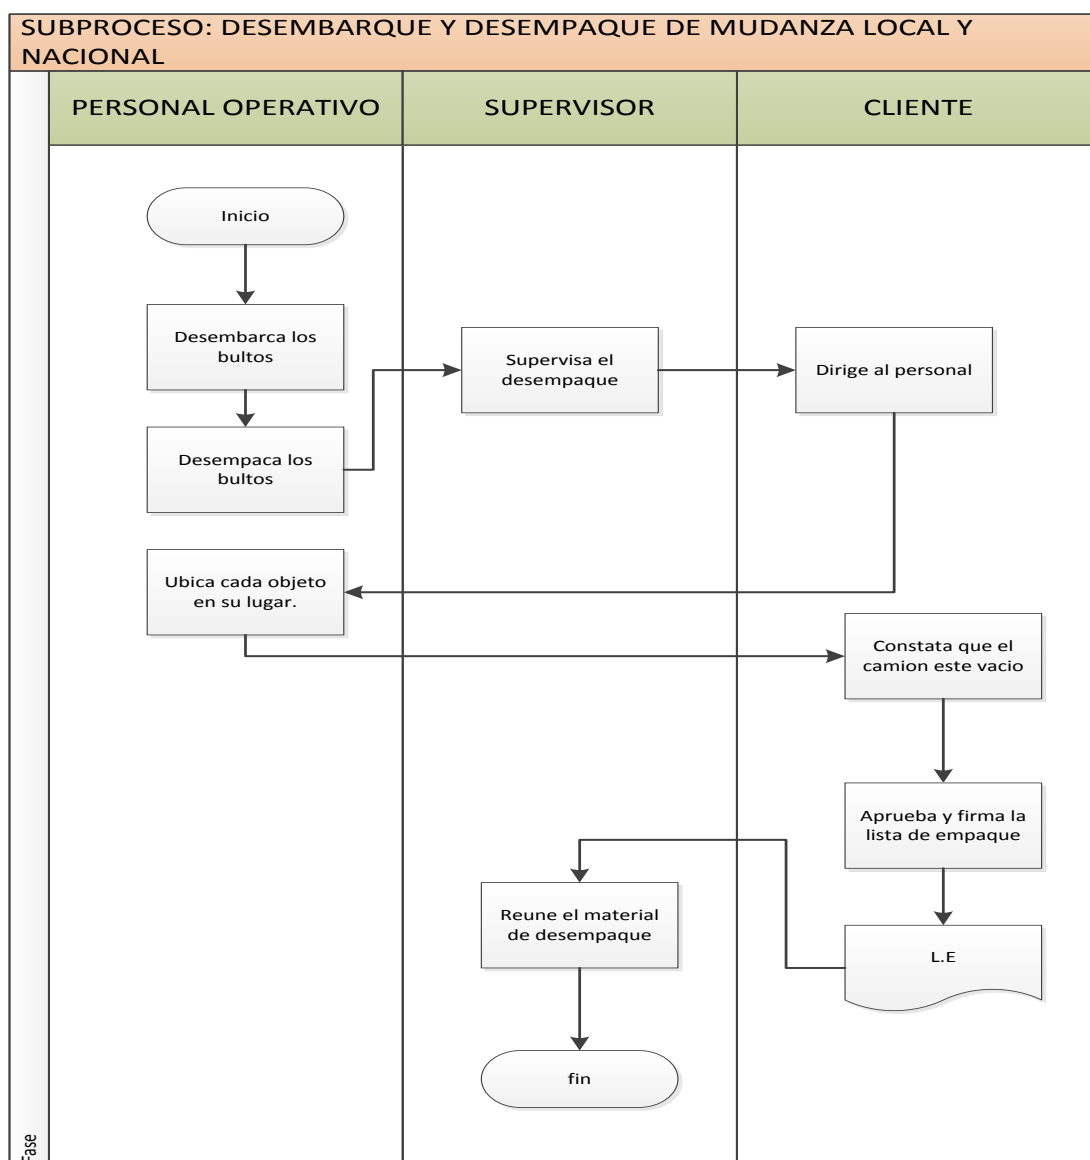 SUBPROCESO: DESEMBARQUE Y DESEMPAQUE DE MUDANZA LOCAL Y
NACIONAL
PERSONAL OPERATIVO
SUPERVISOR
CLIENTE
Inicio
Desembarca los
bultos
Desempaca los
bultos
Supervisa el
desempaque
Dirige al personal
Ubica cada objeto
en su lugar.
Constata que el
camion este vacio
Aprueba y firma la
lista de empaque
L.E
Reune el material
de desempaque
fin
Fase